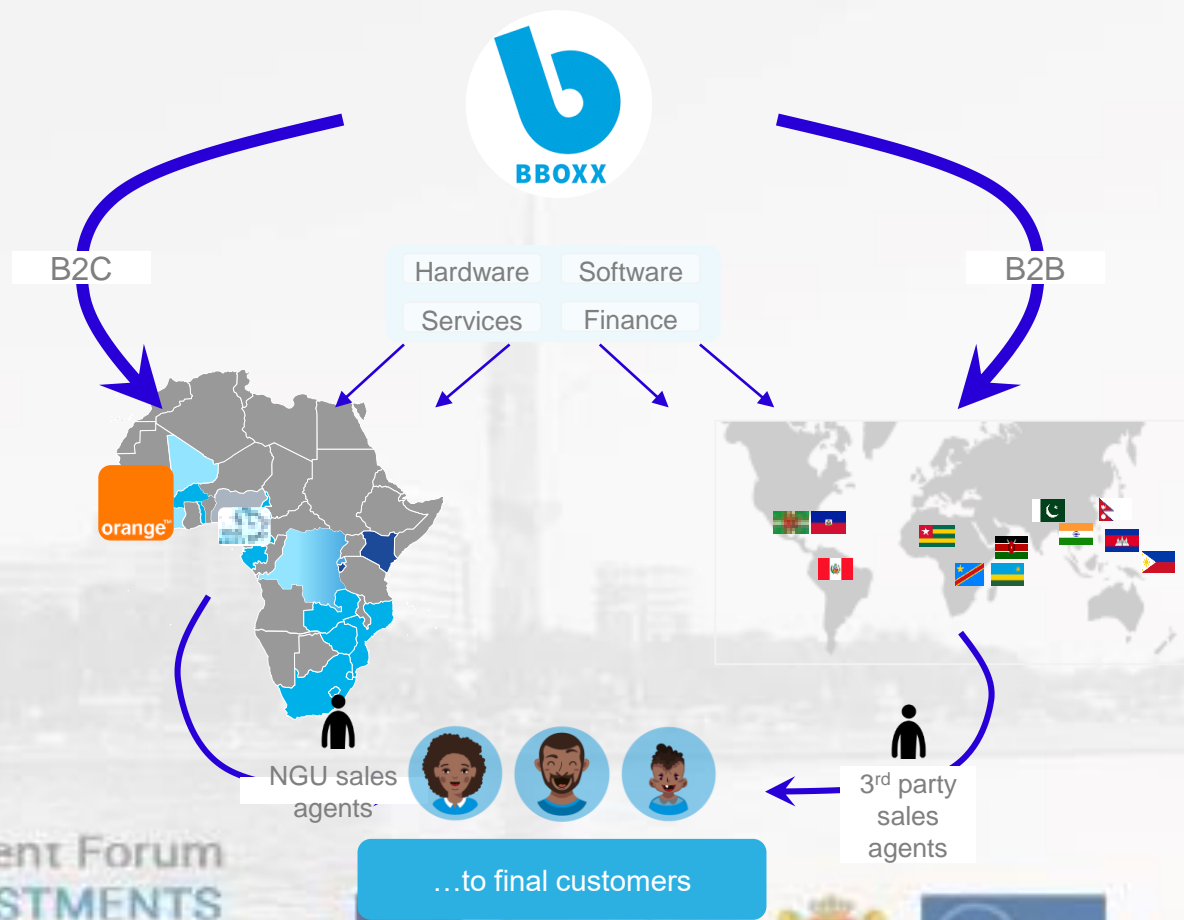 BBOXX
B2C
B2B
Hardware
Software
Services
Finance
orange™
NGU sales
agents
3rd party
sales
agents
…to final customers
ent Forum
STMENTS